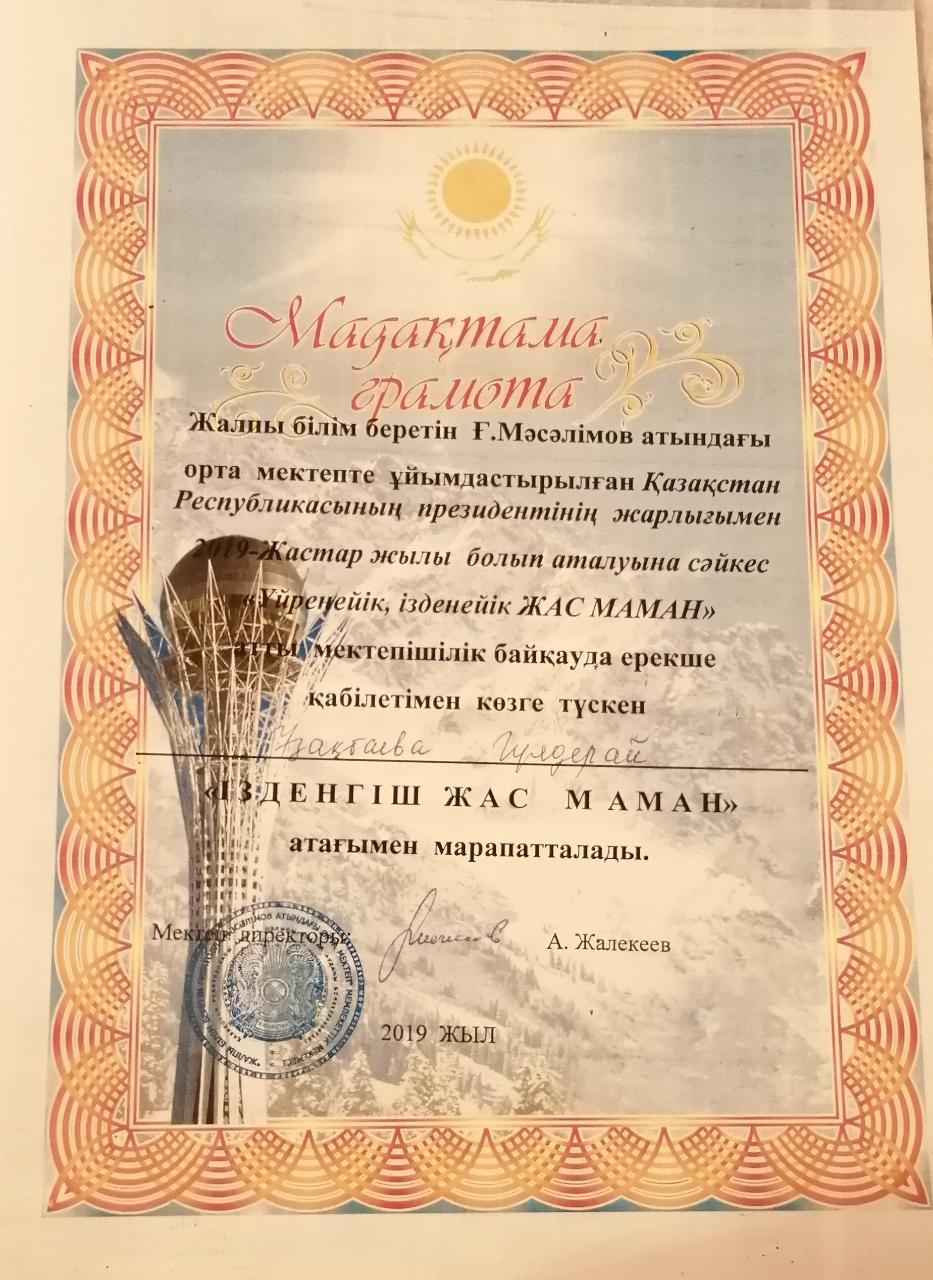 Мадақтама
грамота
Жалпы білім беретін Ғ.Мәсәлімов атындағы
орта мектепте ұйымдастырылған Қазақстан
Республикасының президентінің жарлығымен
2019-Жастар жылы болып аталуына сәйкес
«Үйренейік, ізденейік ЖАС МАМАН»
атты мектепішілік байқауда ерекше
қабілетімен көзге түскен
Ұзақбаева Гүлдерай
«ІЗДЕНГІШ ЖАС МАМАН»
атағымен марапатталады.
Мектеп директоры: А. Жалекеев
2019 ЖЫЛ